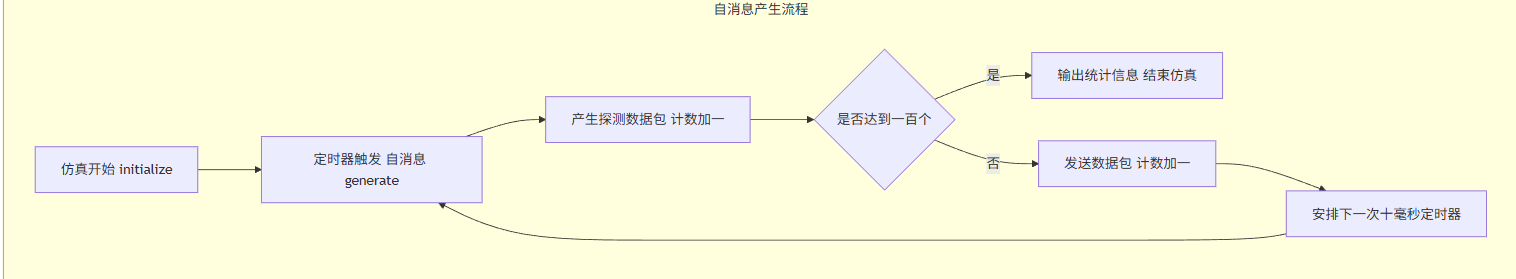 自消息产生流程
仿真开始 initialize
定时器触发 自消息
generate
产生探测数据包 计数加一
是否达到一百个
是
输出统计信息 结束仿真
否
发送数据包 计数加一
安排下一次十毫秒定时器